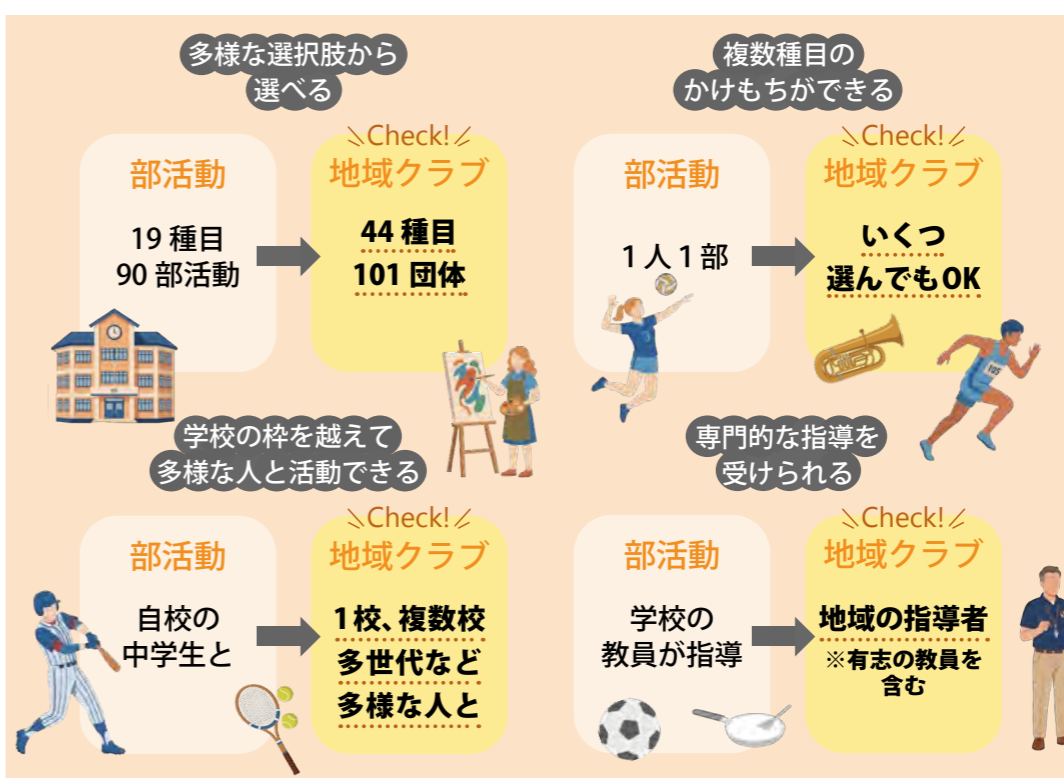 多様な選択肢から
選べる
部活動
19 種目
90 部活動
Check!
地域クラブ
44 種目
101 団体
複数種目の
かけもちができる
部活動
1人1部
Check!
地域クラブ
いくつ
選んでもOK
105
学校の枠を越えて
多様な人と活動できる
部活動
自校の
中学生と
Check!
地域クラブ
1校、複数校
多世代など
多様な人と
専門的な指導を
受けられる
部活動
学校の
教員が指導
Check!
地域クラブ
地域の指導者
※有志の教員を
含む